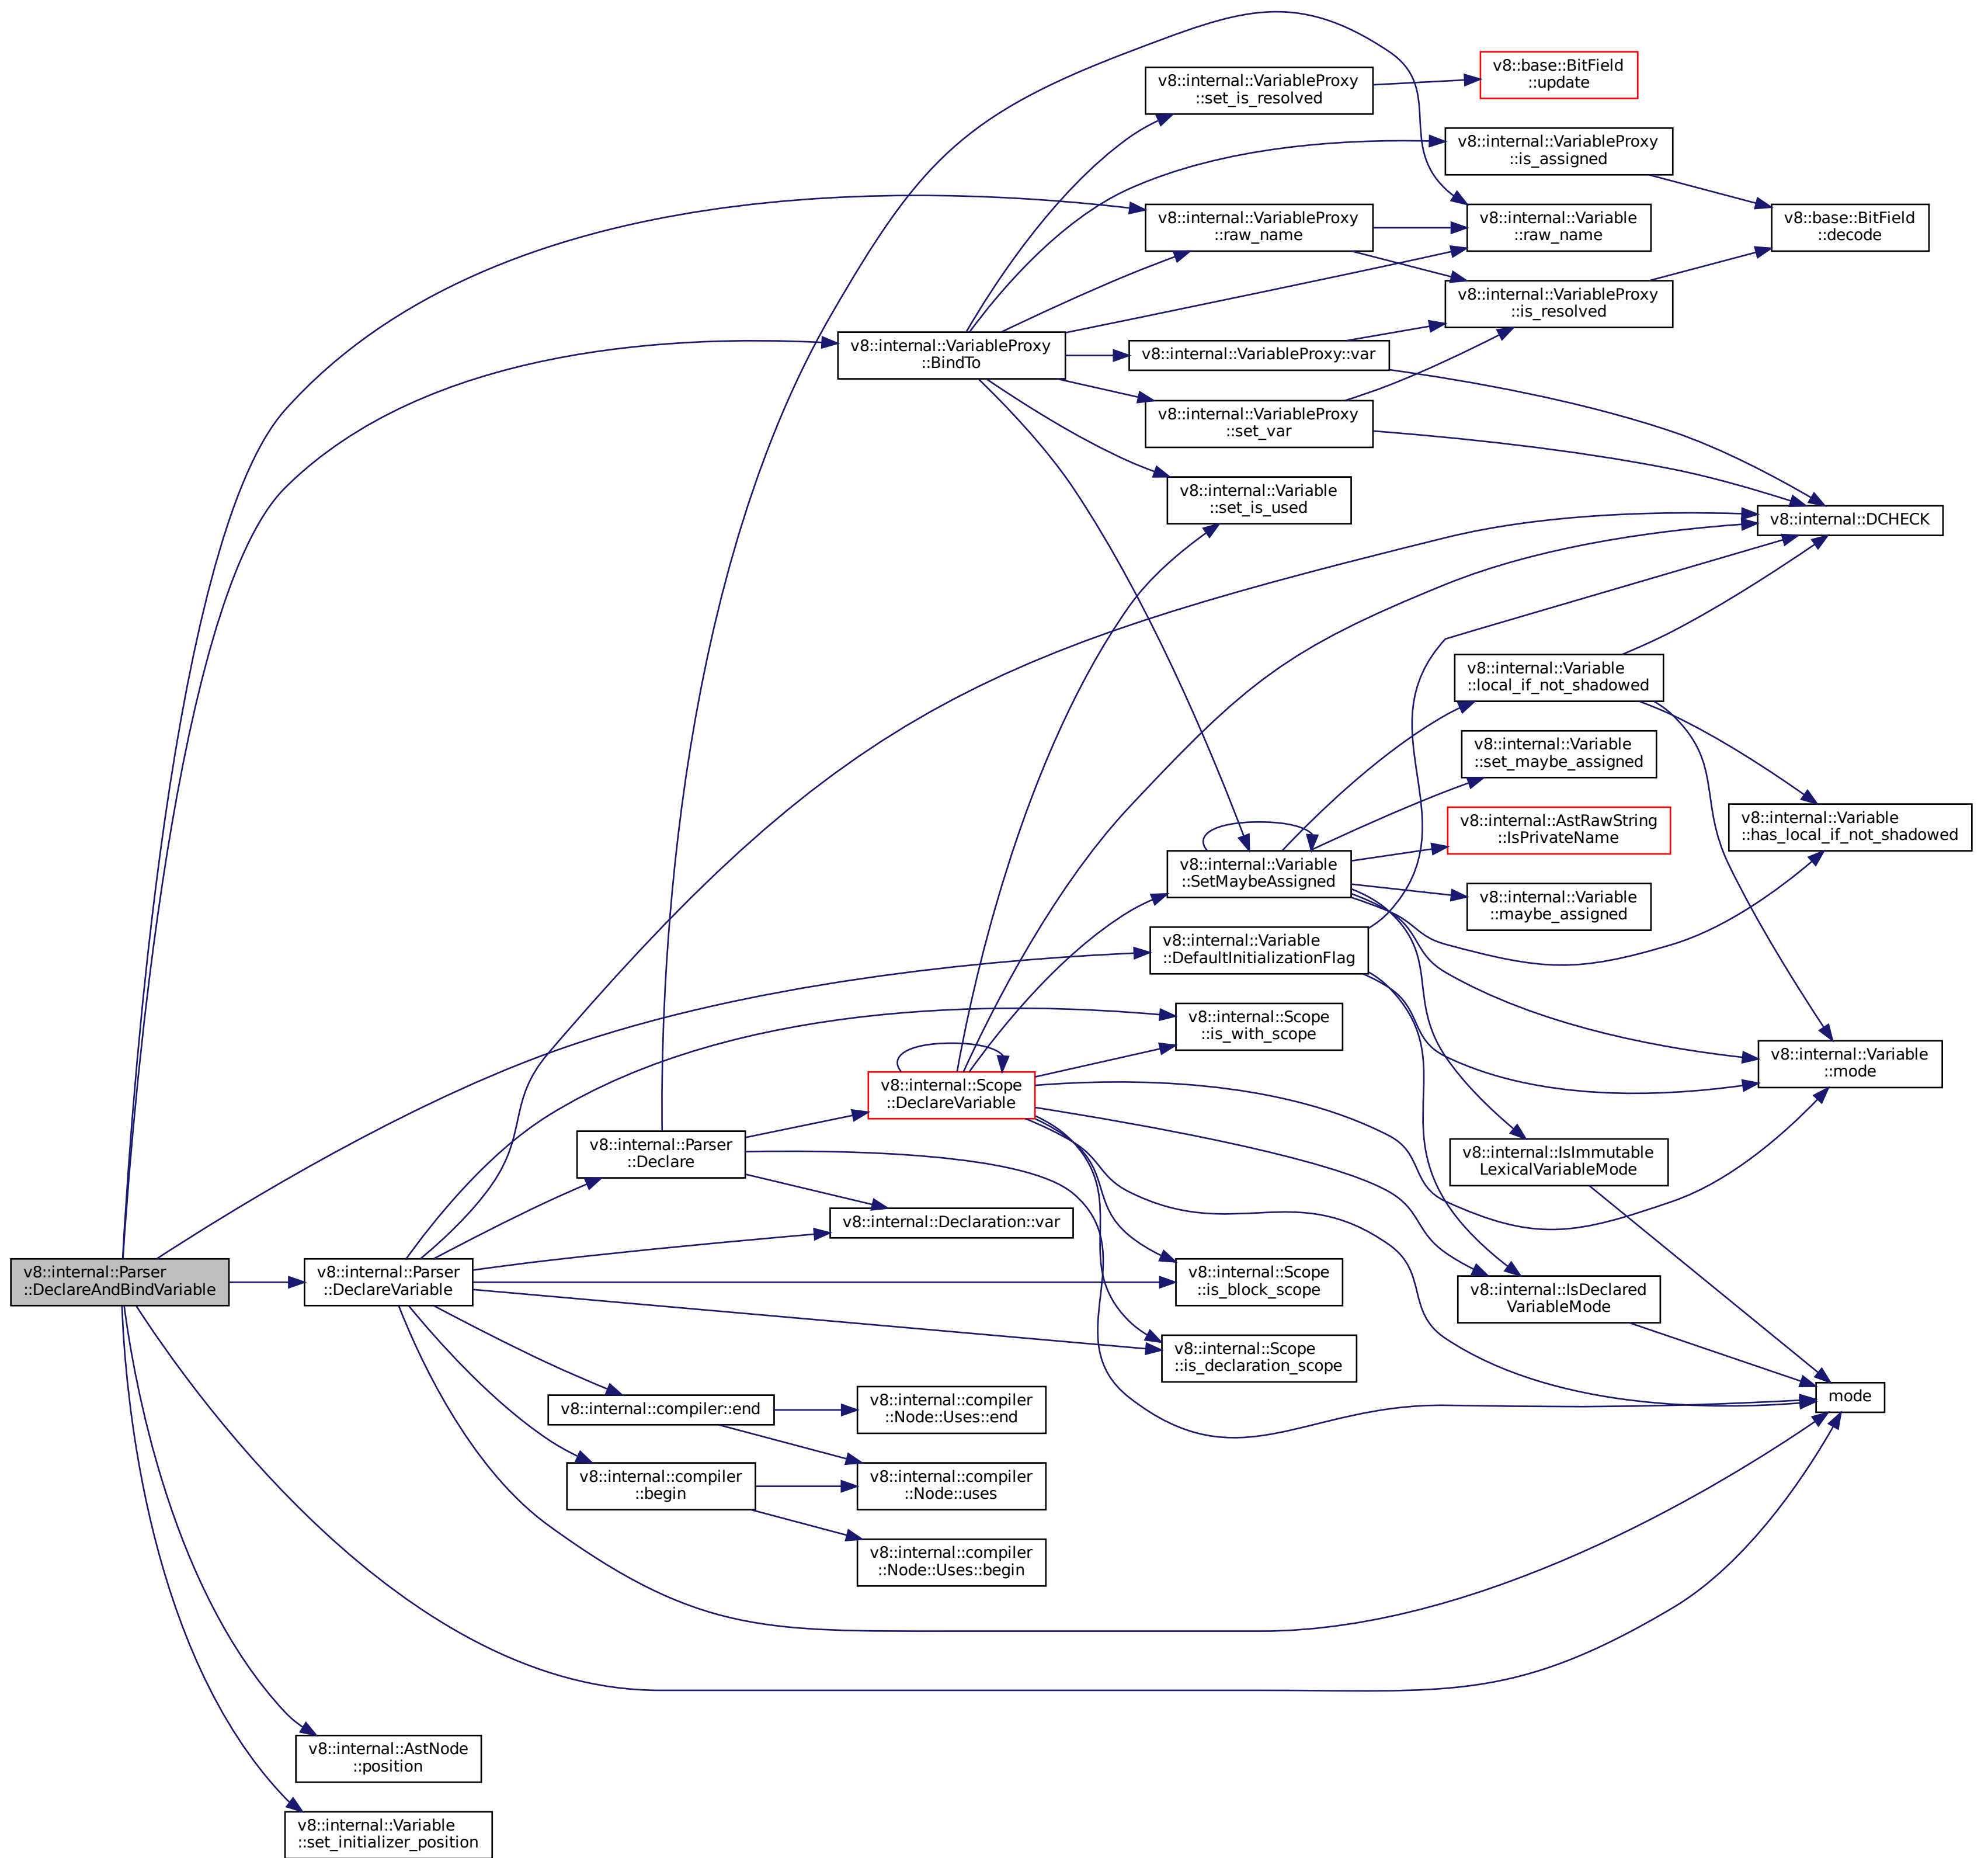 v8::base::BitField
::update
v8::internal::VariableProxy
::set_is_resolved
v8::internal::VariableProxy
::is_assigned
v8::internal::VariableProxy
::raw_name
v8::internal::Variable
::raw_name
v8::base::BitField
::decode
v8::internal::VariableProxy
::is_resolved
v8::internal::VariableProxy
::BindTo
v8::internal::VariableProxy::var
v8::internal::VariableProxy
::set_var
v8::internal::Variable
::set_is_used
v8::internal::DCHECK
v8::internal::Variable
::local_if_not_shadowed
v8::internal::Variable
::set_maybe_assigned
v8::internal::AstRawString
::IsPrivateName
v8::internal::Variable
::has_local_if_not_shadowed
v8::internal::Variable
::SetMaybeAssigned
v8::internal::Variable
::maybe_assigned
v8::internal::Variable
::DefaultInitializationFlag
v8::internal::Scope
::is_with_scope
v8::internal::Variable
::mode
v8::internal::Scope
::DeclareVariable
v8::internal::Parser
::Declare
v8::internal::IsImmutable
LexicalVariableMode
v8::internal::Declaration::var
v8::internal::Parser
::DeclareAndBindVariable
v8::internal::Parser
::DeclareVariable
v8::internal::Scope
::is_block_scope
v8::internal::IsDeclared
VariableMode
v8::internal::Scope
::is_declaration_scope
mode
v8::internal::compiler::end
v8::internal::compiler
::Node::Uses::end
v8::internal::compiler
::begin
v8::internal::compiler
::Node::uses
v8::internal::compiler
::Node::Uses::begin
v8::internal::AstNode
::position
v8::internal::Variable
::set_initializer_position